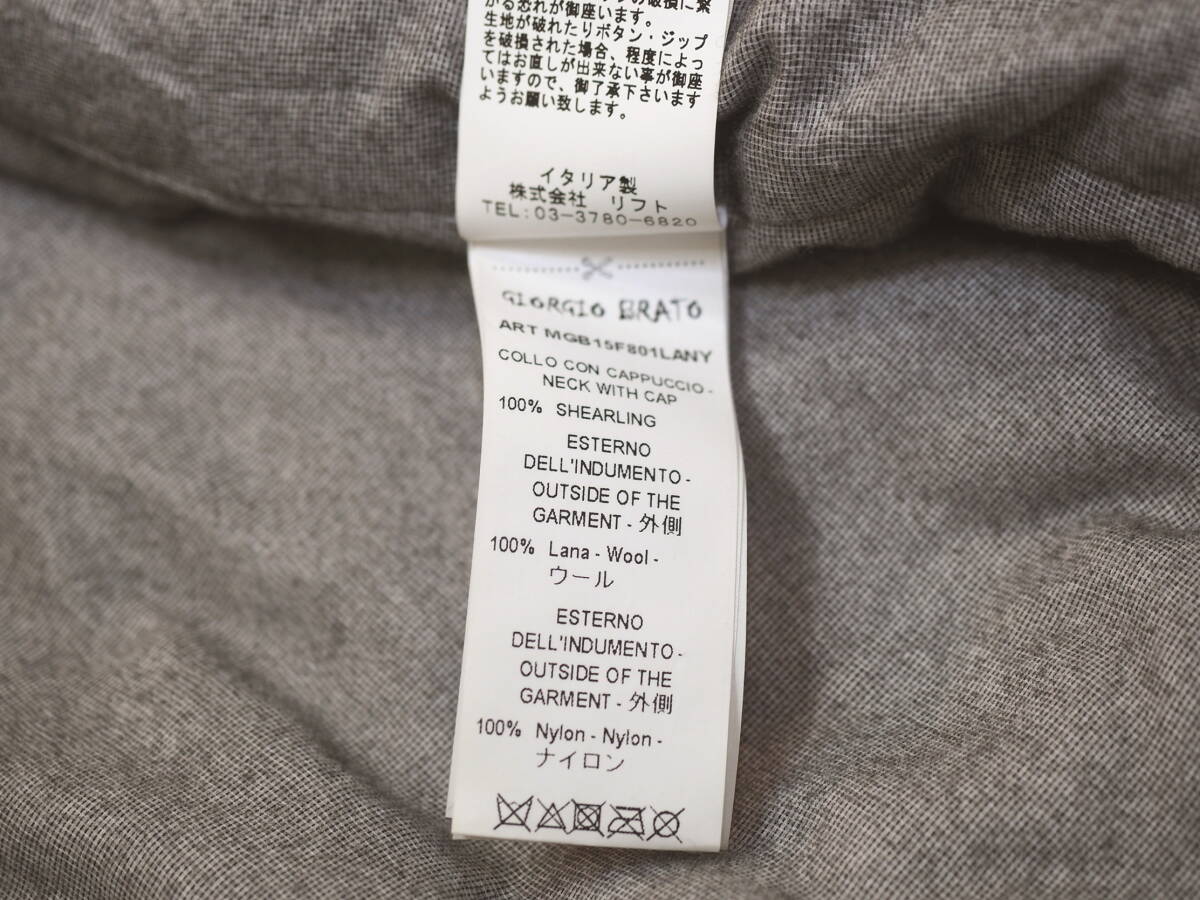 の破損に繋
がる恐れが御座います。
生地が破れたりボタン・ジップ
を破損された場合、程度によっ
てはお直しが出来ない事が御座
いますので、御了承下さいます
ようお願い致します。
イタリア製
株式会社 リフト
TEL:03-3780-6820
GIORGIO BRATO
ART MGB15F801LANY
COLLO CON CAPPUCCIO -
NECK WITH CAP
100% SHEARLING
ESTERNO
DELL'INDUMENTO -
OUTSIDE OF THE
GARMENT - 外側
100% Lana - Wool -
ウール
ESTERNO
DELL'INDUMENTO -
OUTSIDE OF THE
GARMENT - 外側
100% Nylon - Nylon -
ナイロン